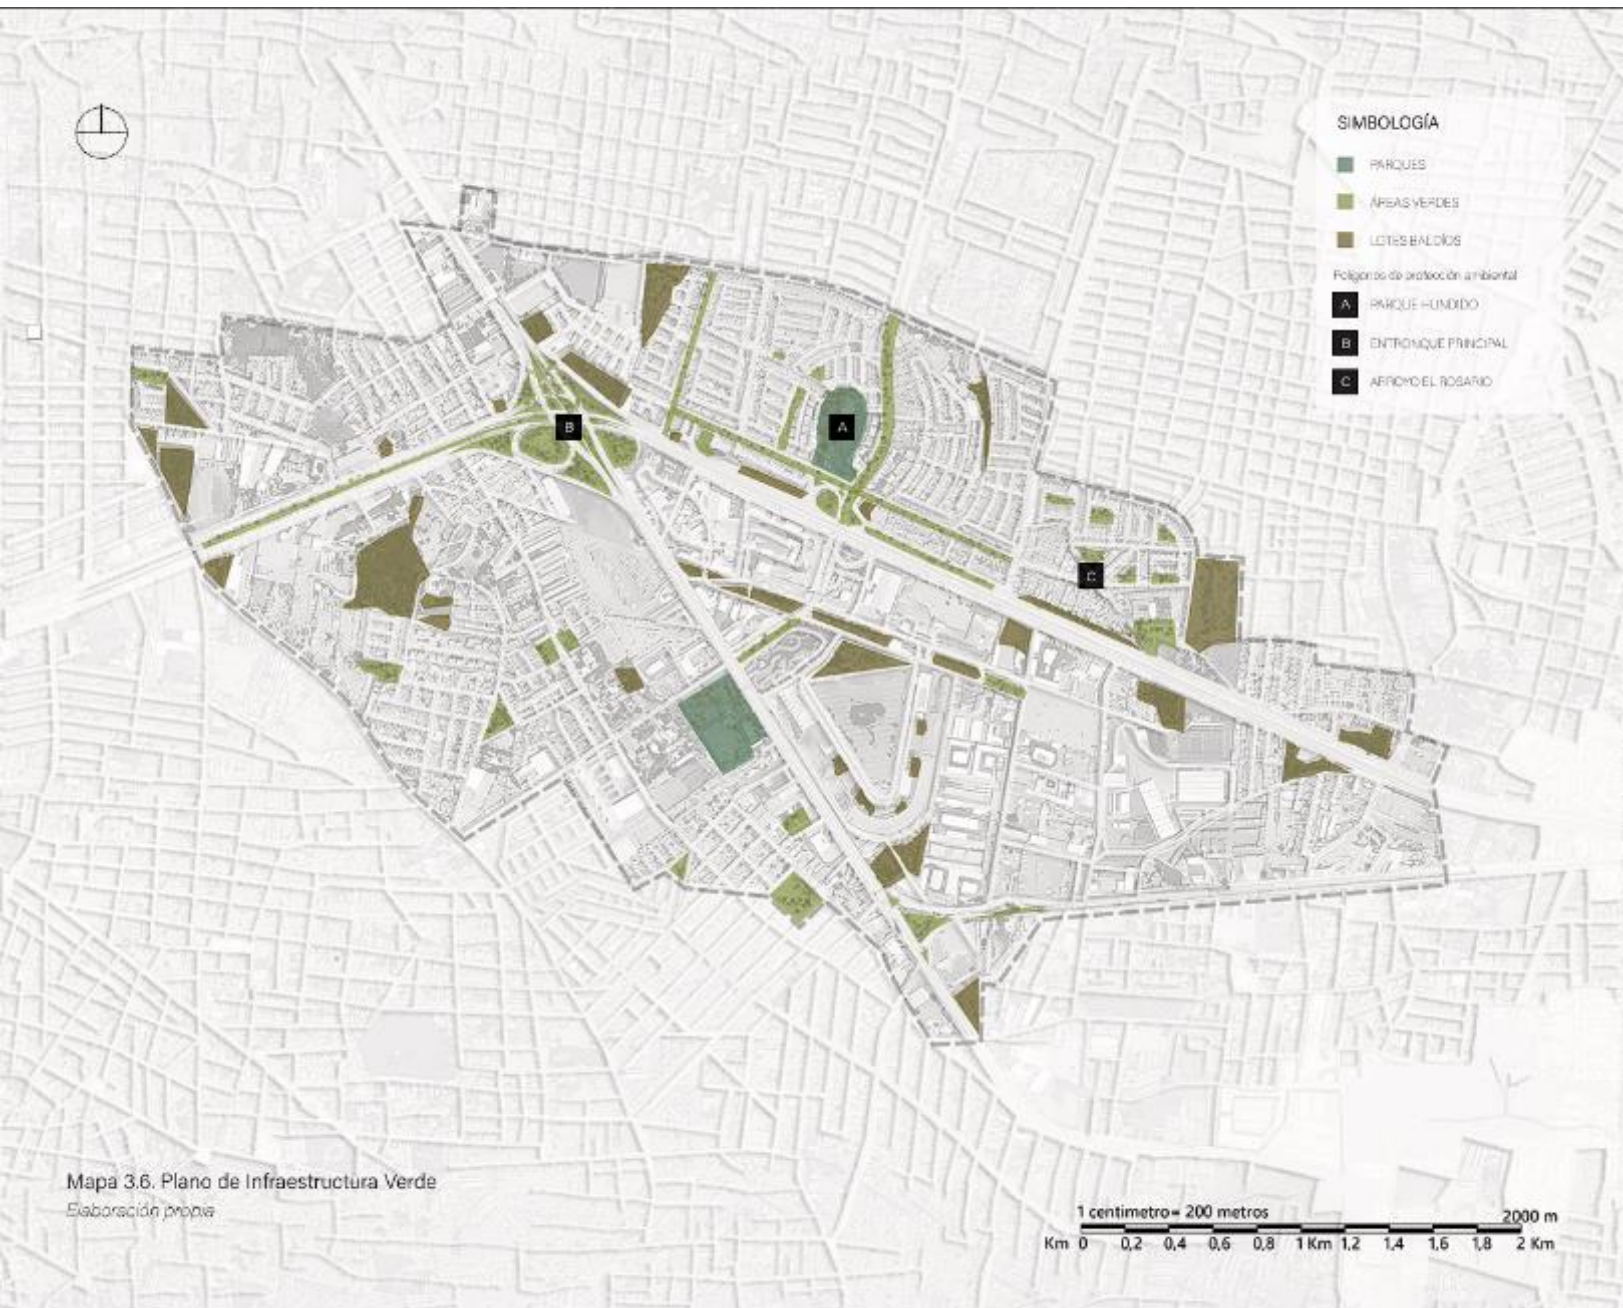 SIMBOLOGÍA
PARQUES
ÁREAS VERDES
LOTES BALDÍOS
Polígonos de protección ambiental
A PARQUE HUNDIDO
B ENTRONQUE PRINCIPAL
C ARROYO EL ROSARIO
B
A
C
Mapa 3.6. Plano de Infraestructura Verde
Elaboración propia
1 centimetro = 200 metros
2000 m
Km 0 0,2 0,4 0,6 0,8 1 Km 1,2 1,4 1,6 1,8 2 Km